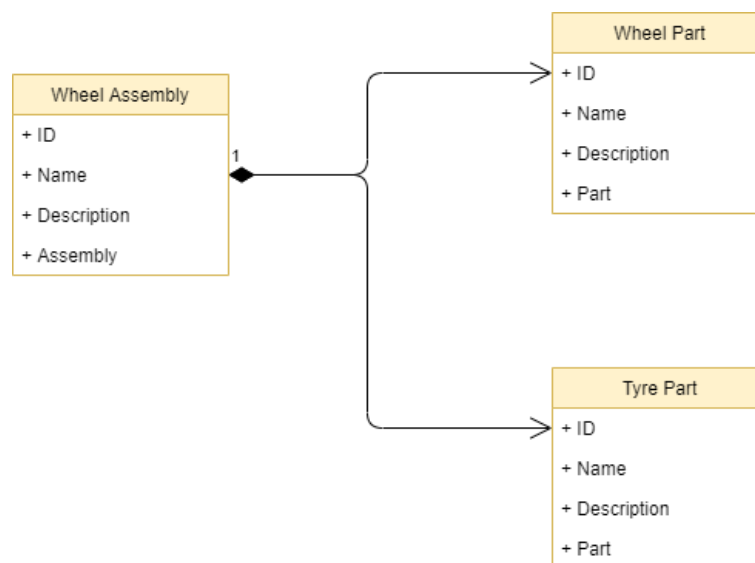 Wheel Assembly
+ ID
+ Name
+ Description
+ Assembly
1
Wheel Part
+ ID
+ Name
+ Description
+ Part
Tyre Part
+ ID
+ Name
+ Description
+ Part